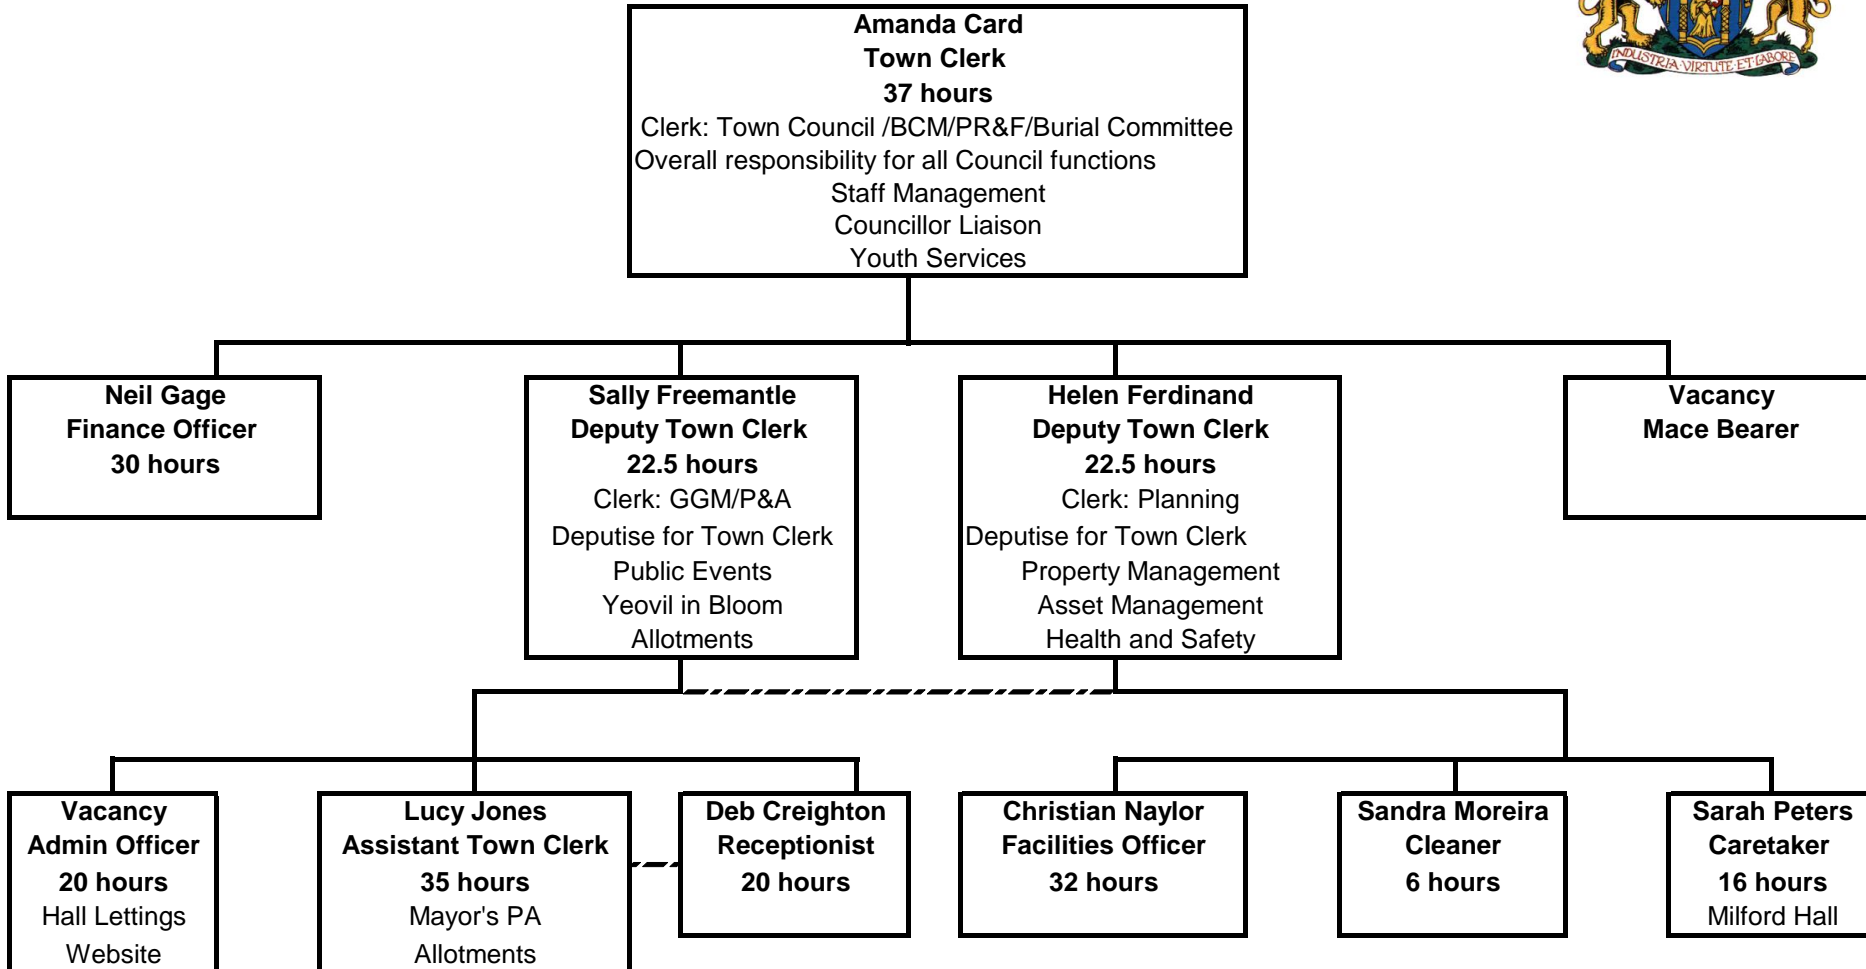 INDUSTRIA·VIRTUTE·ET·LABORE
Amanda Card
Town Clerk
37 hours
Clerk: Town Council /BCM/PR&F/Burial Committee
Overall responsibility for all Council functions
Staff Management
Councillor Liaison
Youth Services
Neil Gage
Finance Officer
30 hours
Sally Freemantle
Deputy Town Clerk
22.5 hours
Clerk: GGM/P&A
Deputise for Town Clerk
Public Events
Yeovil in Bloom
Allotments
Helen Ferdinand
Deputy Town Clerk
22.5 hours
Clerk: Planning
Deputise for Town Clerk
Property Management
Asset Management
Health and Safety
Vacancy
Mace Bearer
Vacancy
Admin Officer
20 hours
Hall Lettings
Website
Lucy Jones
Assistant Town Clerk
35 hours
Mayor's PA
Allotments
Deb Creighton
Receptionist
20 hours
Christian Naylor
Facilities Officer
32 hours
Sandra Moreira
Cleaner
6 hours
Sarah Peters
Caretaker
16 hours
Milford Hall